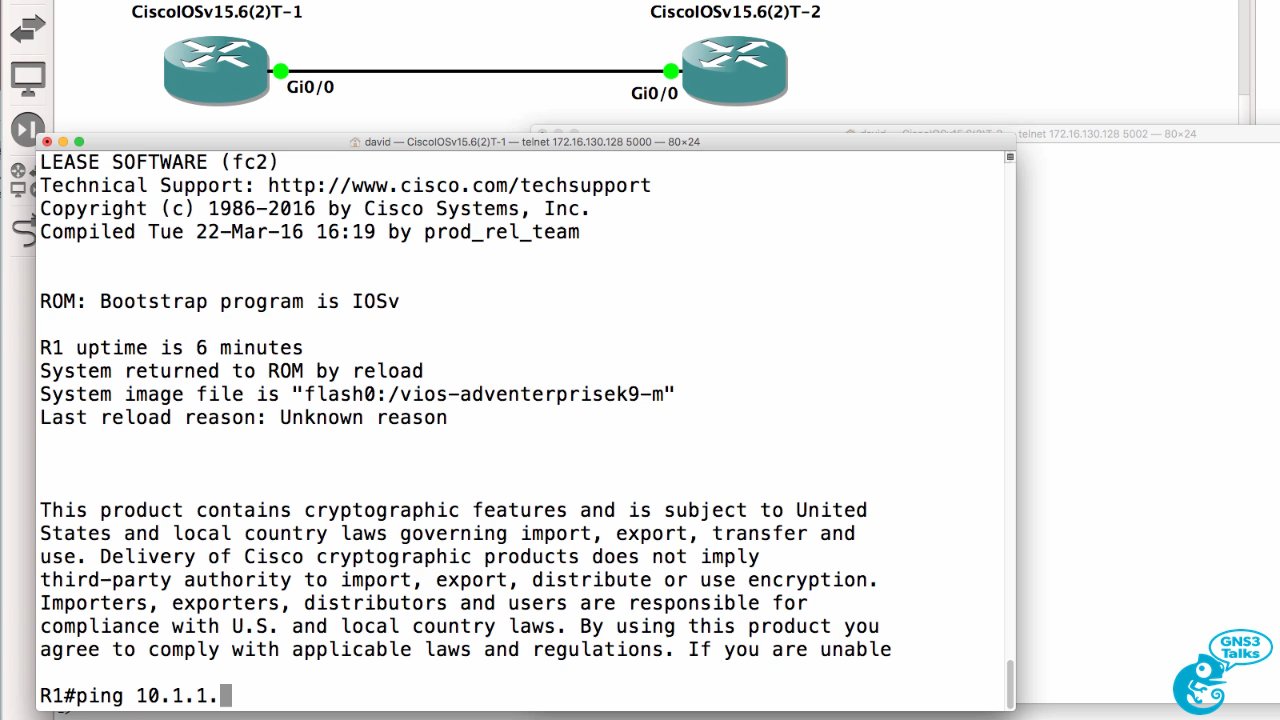 CiscoIOSv15.6(2)T-1
CiscoIOSv15.6(2)T-2
Gi0/0
Gi0/0
david — CiscoIOSv15.6(2)T-2 — telnet 172.16.130.128 5002 — 80×24
david — CiscoIOSv15.6(2)T-1 — telnet 172.16.130.128 5000 — 80×24
LEASE SOFTWARE (fc2)
Technical Support: http://www.cisco.com/techsupport
Copyright (c) 1986-2016 by Cisco Systems, Inc.
Compiled Tue 22-Mar-16 16:19 by prod_rel_team
ROM: Bootstrap program is IOSv
R1 uptime is 6 minutes
System returned to ROM by reload
System image file is "flash0:/vios-adventerprisek9-m"
Last reload reason: Unknown reason
This product contains cryptographic features and is subject to United
States and local country laws governing import, export, transfer and
use. Delivery of Cisco cryptographic products does not imply
third-party authority to import, export, distribute or use encryption.
Importers, exporters, distributors and users are responsible for
compliance with U.S. and local country laws. By using this product you
agree to comply with applicable laws and regulations. If you are unable
R1#ping 10.1.1.
GNS3
Talks